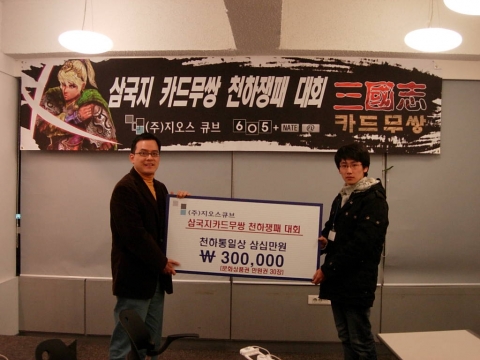 삼국지 카드무쌍 천하쟁패 대회
三國志
카드무쌍
(주)지오스 큐브
605+
NATE
(주)지오스큐브
삼국지카드무쌍 천하쟁패 대회
천하통일상 삼십만원
₩ 300,000
(문화상품권 만원권 30장)